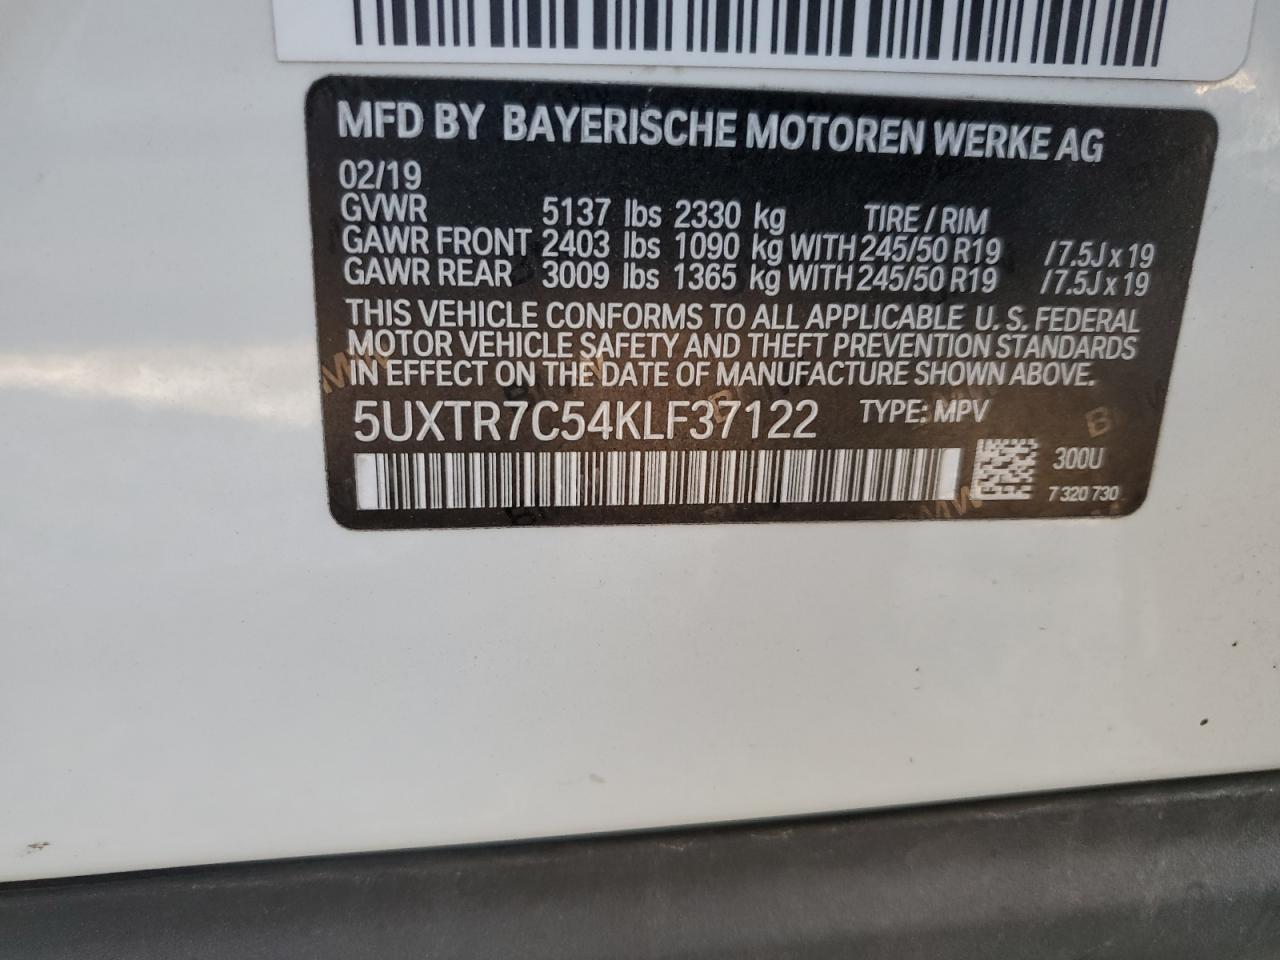 MFD BY BAYERISCHE MOTOREN WERKE AG
02/19
GVWR 5137 lbs 2330 kg TIRE / RIM
GAWR FRONT 2403 lbs 1090 kg WITH 245/50 R19 / 7.5J x 19
GAWR REAR 3009 lbs 1365 kg WITH 245/50 R19 / 7.5J x 19
THIS VEHICLE CONFORMS TO ALL APPLICABLE U. S. FEDERAL
MOTOR VEHICLE SAFETY AND THEFT PREVENTION STANDARDS
IN EFFECT ON THE DATE OF MANUFACTURE SHOWN ABOVE.
5UXTR7C54KLF37122 TYPE: MPV
300U
7 320 730